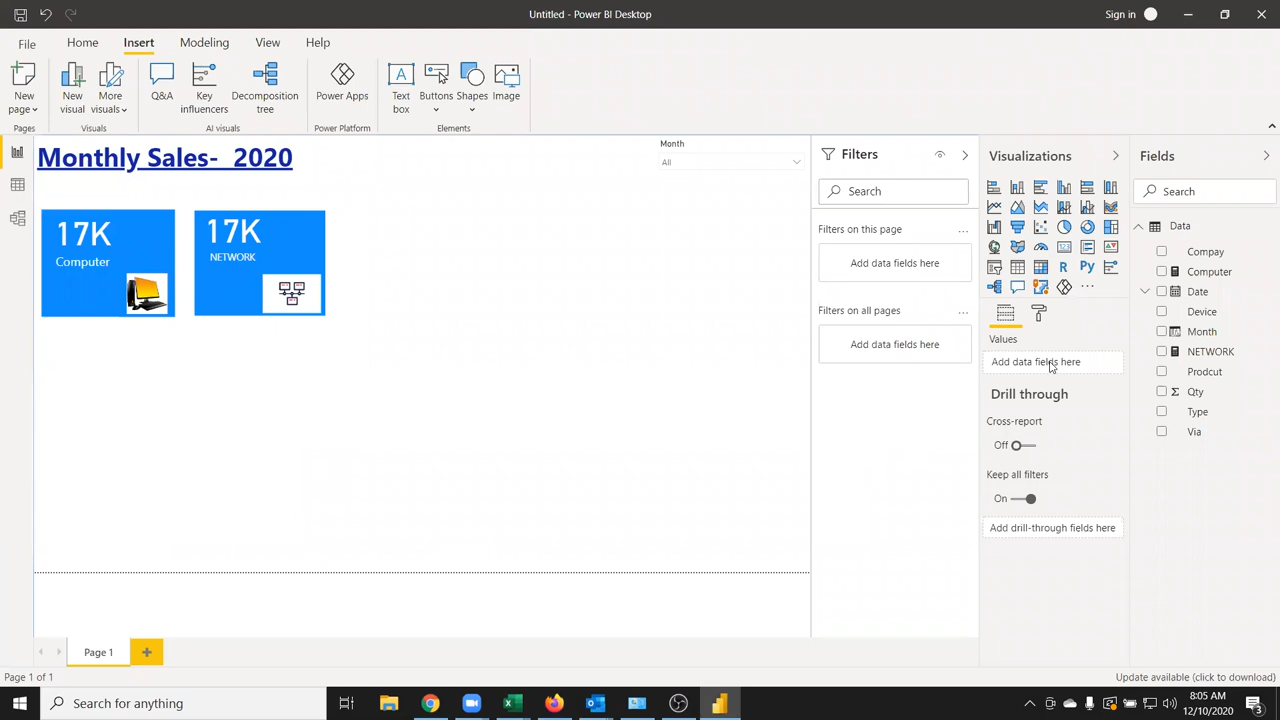 Untitled - Power BI Desktop
Sign in
File
Home
Insert
Modeling
View
Help
New page
New visual
More visuals
Q&A
Key influencers
Decomposition tree
Power Apps
Text box
Buttons
Shapes
Image
Pages
Visuals
AI visuals
Power Platform
Elements
Monthly Sales-  2020
Month
All
17K
Computer
17K
NETWORK
Filters
Search
Filters on this page
...
Add data fields here
Filters on all pages
...
Add data fields here
Visualizations
R
Py
...
Values
Add data fields here
Drill through
Cross-report
Off
Keep all filters
On
Add drill-through fields here
Fields
Search
Data
Compay
Computer
Date
Device
Month
NETWORK
Prodcut
Σ Qty
Type
Via
Page 1
Page 1 of 1
Update available (click to download)
Search for anything
8:05 AM
12/10/2020